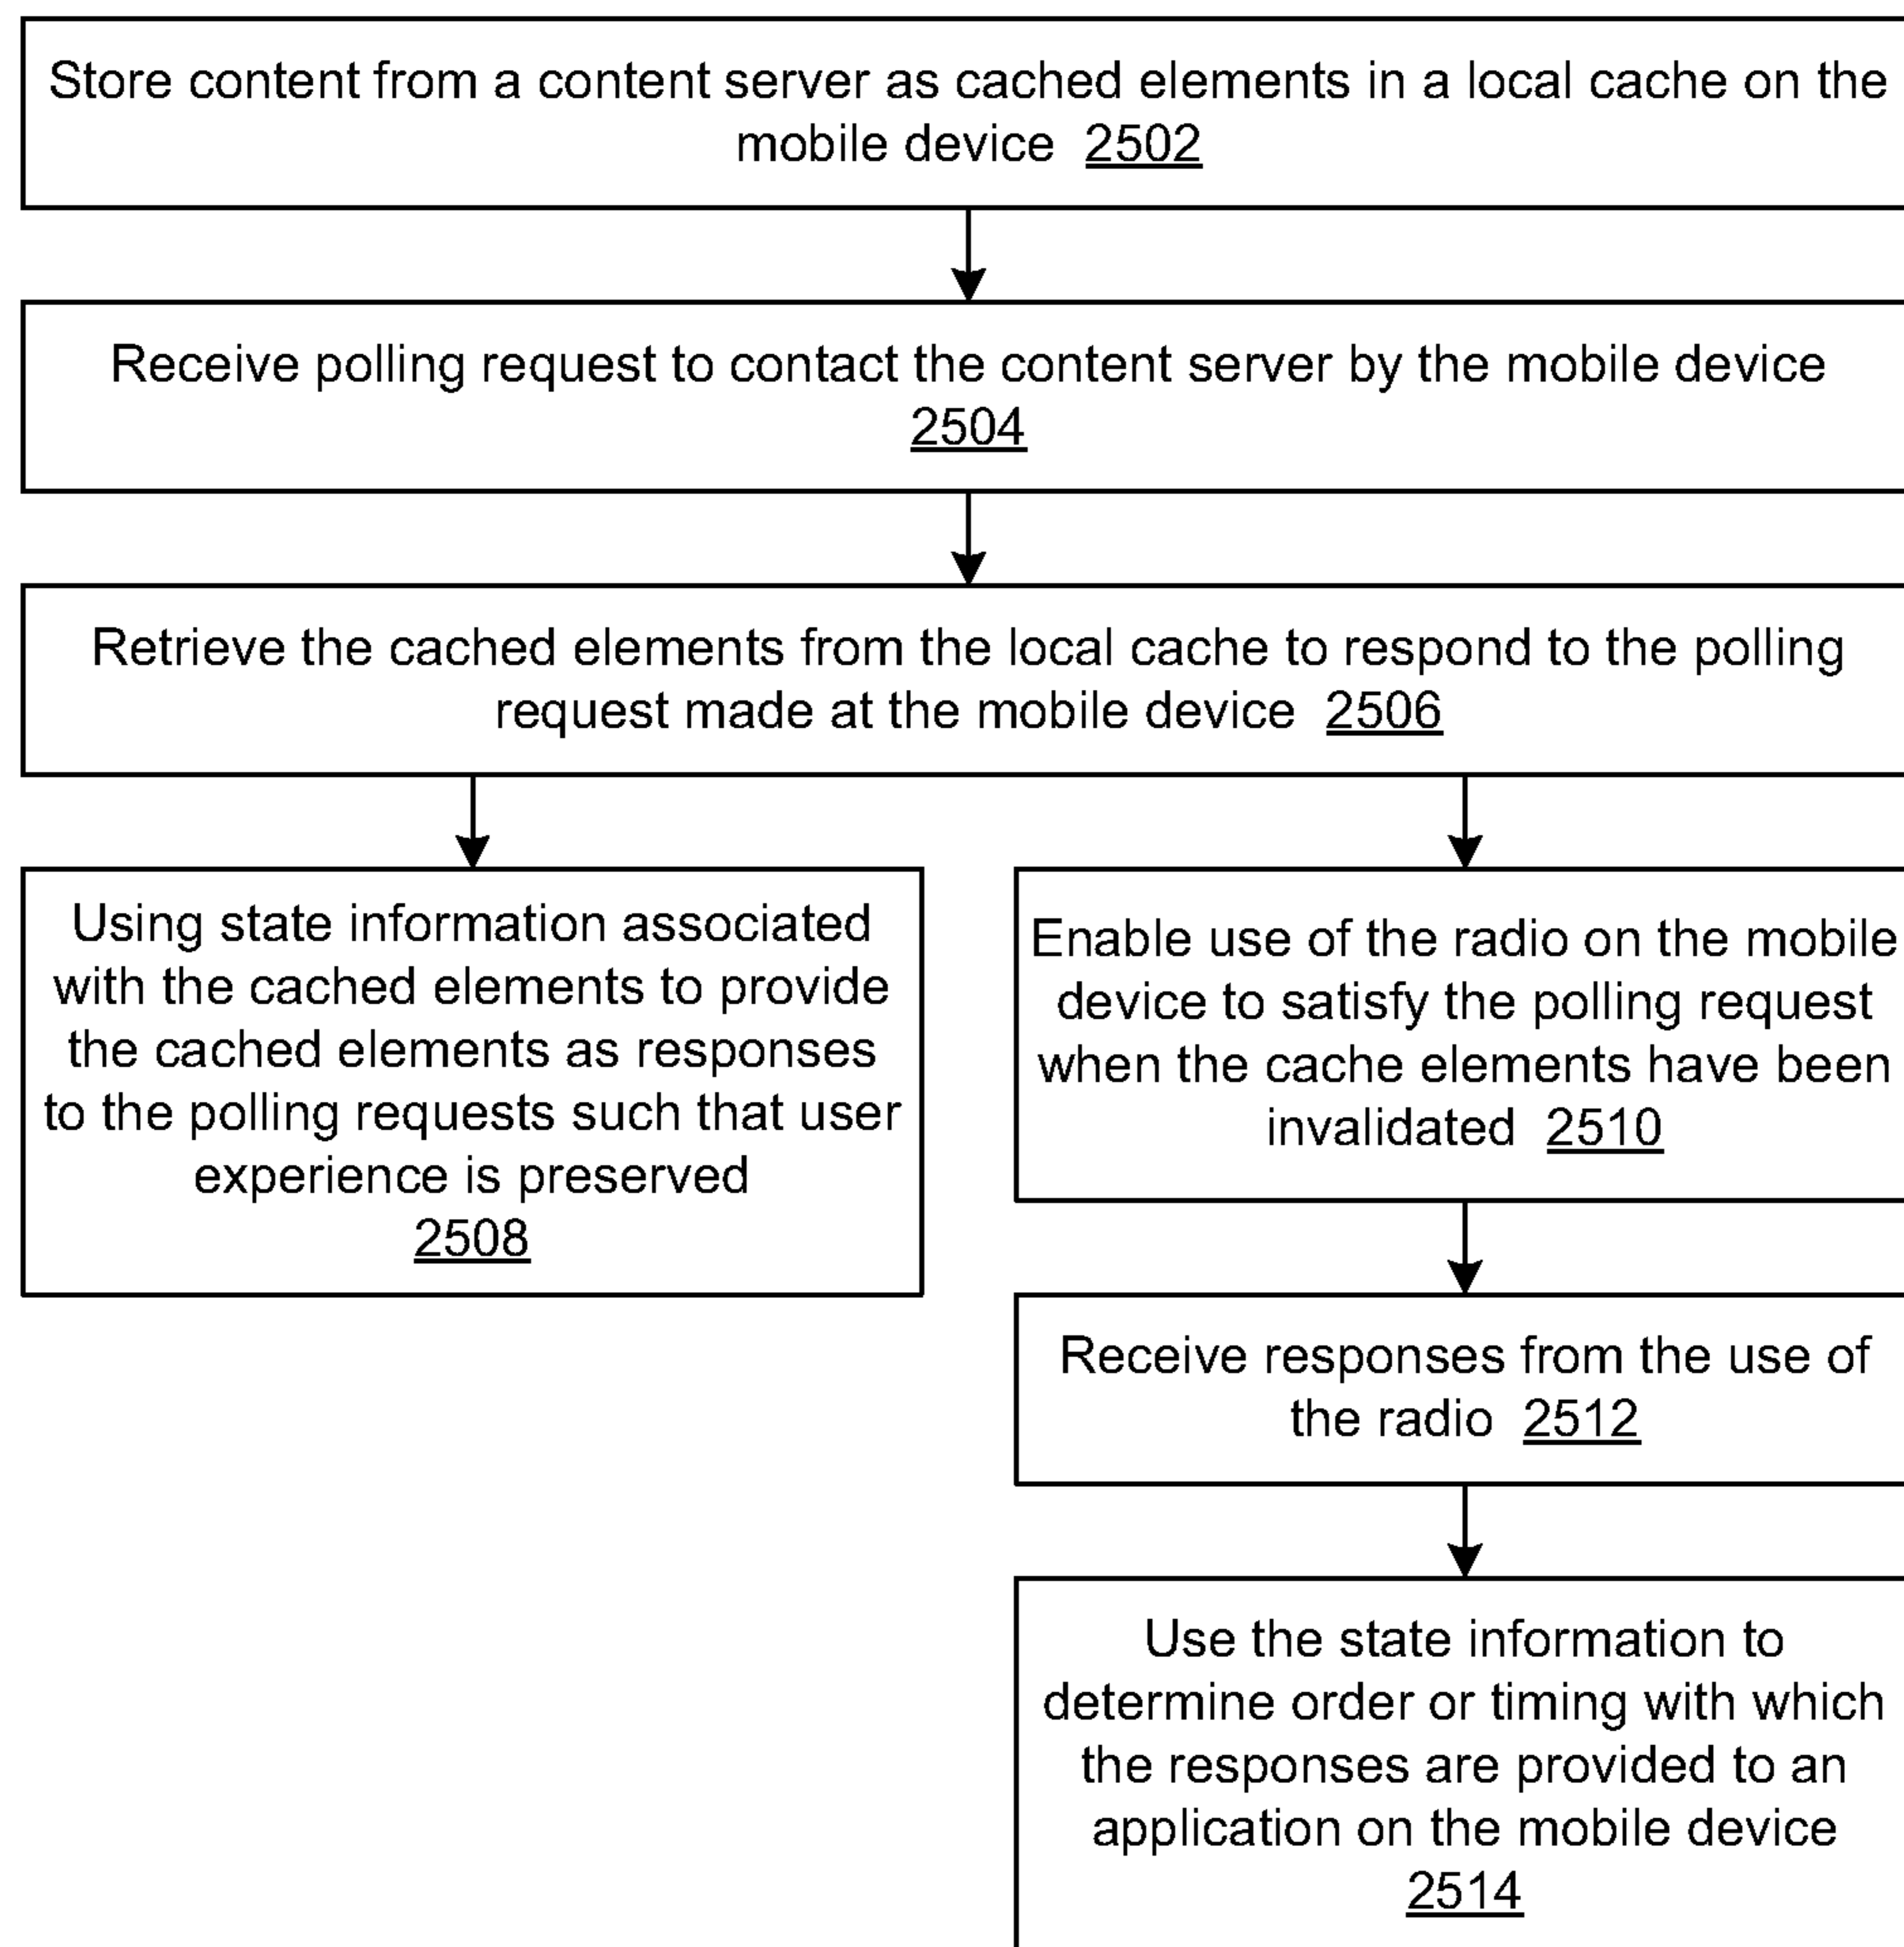 Store content from a content server as cached elements in a local cache on the
mobile device 2502
Receive polling request to contact the content server by the mobile device
2504
Retrieve the cached elements from the local cache to respond to the polling
request made at the mobile device 2506
Using state information associated
with the cached elements to provide
the cached elements as responses
to the polling requests such that user
experience is preserved
2508
Enable use of the radio on the mobile
device to satisfy the polling request
when the cache elements have been
invalidated 2510
Receive responses from the use of
the radio 2512
Use the state information to
determine order or timing with which
the responses are provided to an
application on the mobile device
2514